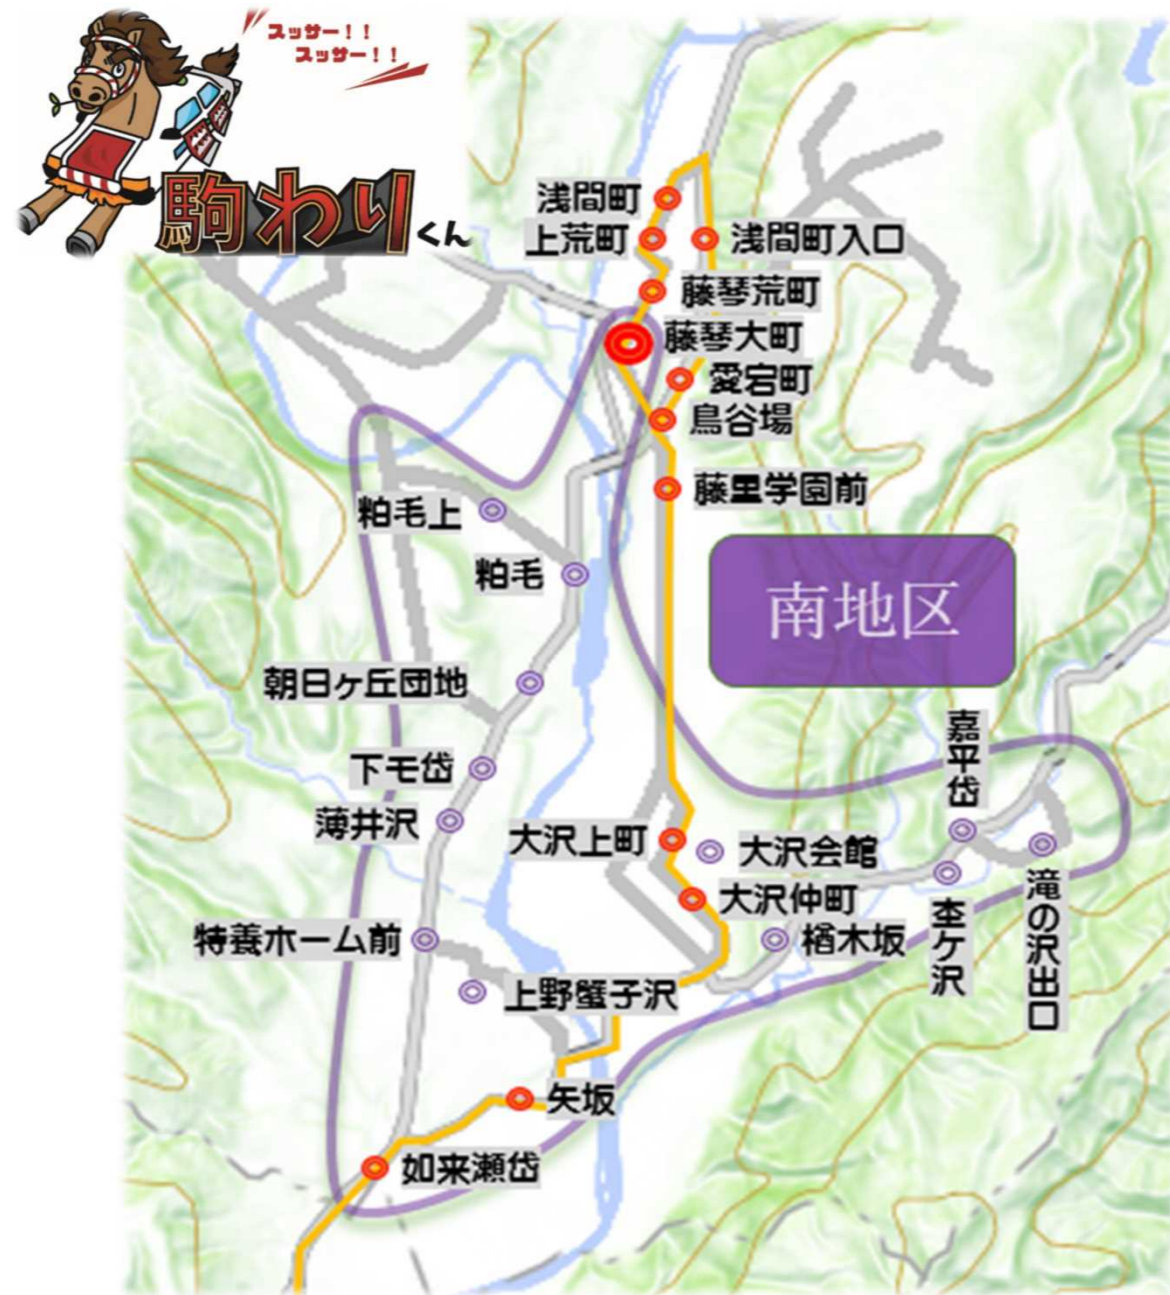 スッサー！！
スッサー！！
駒わりくん
浅間町
上荒町
浅間町入口
藤琴荒町
藤琴大町
愛宕町
鳥谷場
藤里学園前
粕毛上
粕毛
南地区
朝日ヶ丘団地
嘉平岱
下モ岱
薄井沢
大沢上町
大沢会館
滝の沢出口
大沢仲町
杢ケ沢
特養ホーム前
楢木坂
上野蟹子沢
矢坂
如来瀬岱